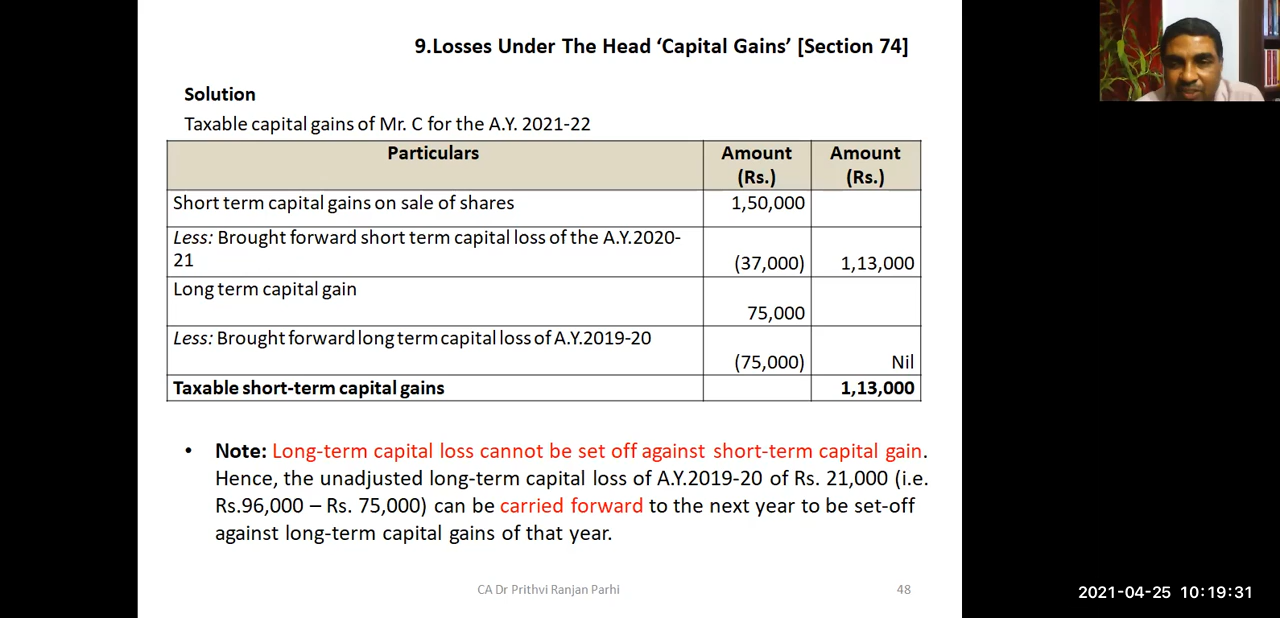 9.Losses Under The Head ‘Capital Gains’ [Section 74]
Solution
Taxable capital gains of Mr. C for the A.Y. 2021-22
Particulars Amount (Rs.) Amount (Rs.)
Short term capital gains on sale of shares 1,50,000
Less: Brought forward short term capital loss of the A.Y.2020-
21 (37,000) 1,13,000
Long term capital gain 75,000
Less: Brought forward long term capital loss of A.Y.2019-20 (75,000) Nil
Taxable short-term capital gains 1,13,000
• Note: Long-term capital loss cannot be set off against short-term capital gain.
Hence, the unadjusted long-term capital loss of A.Y.2019-20 of Rs. 21,000 (i.e.
Rs.96,000 – Rs. 75,000) can be carried forward to the next year to be set-off
against long-term capital gains of that year.
CA Dr Prithvi Ranjan Parhi 48
2021-04-25 10:19:31